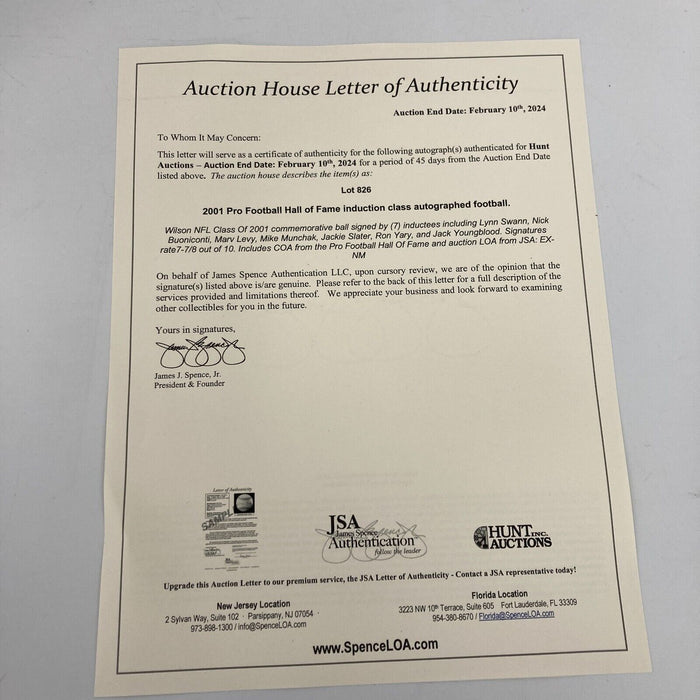 Auction House Letter of Authenticity
Auction End Date: February 10th, 2024
To Whom It May Concern:
This letter will serve as a certificate of authenticity for the following autograph(s) authenticated for Hunt
Auctions – Auction End Date: February 10th, 2024 for a period of 45 days from the Auction End Date
listed above. The auction house describes the item(s) as:
Lot 826
2001 Pro Football Hall of Fame induction class autographed football.
Wilson NFL Class Of 2001 commemorative ball signed by (7) inductees including Lynn Swann, Nick
Buoniconti, Marv Levy, Mike Munchak, Jackie Slater, Ron Yary, and Jack Youngblood. Signatures
rate7-7/8 out of 10. Includes COA from the Pro Football Hall Of Fame and auction LOA from JSA: EX-
NM
On behalf of James Spence Authentication LLC, upon cursory review, we are of the opinion that the
signature(s) listed above is/are genuine. Please refer to the back of this letter for a full description of the
services provided and limitations thereof. We appreciate your business and look forward to examining
other collectibles for you in the future.
Yours in signatures,
James J. Spence, Jr.
President & Founder
Letter of Authenticity
SAMPLE
JSA
James Spence
Authentication
follow the leader
HUNT INC.
AUCTIONS
Upgrade this Auction Letter to our premium service, the JSA Letter of Authenticity - Contact a JSA representative today!
New Jersey Location
2 Sylvan Way, Suite 102 · Parsippany, NJ 07054
973-898-1300 / info@SpenceLOA.com
Florida Location
3223 NW 10th Terrace, Suite 605 Fort Lauderdale, FL 33309
954-380-8670 / Florida@SpenceLOA.com
www.SpenceLOA.com